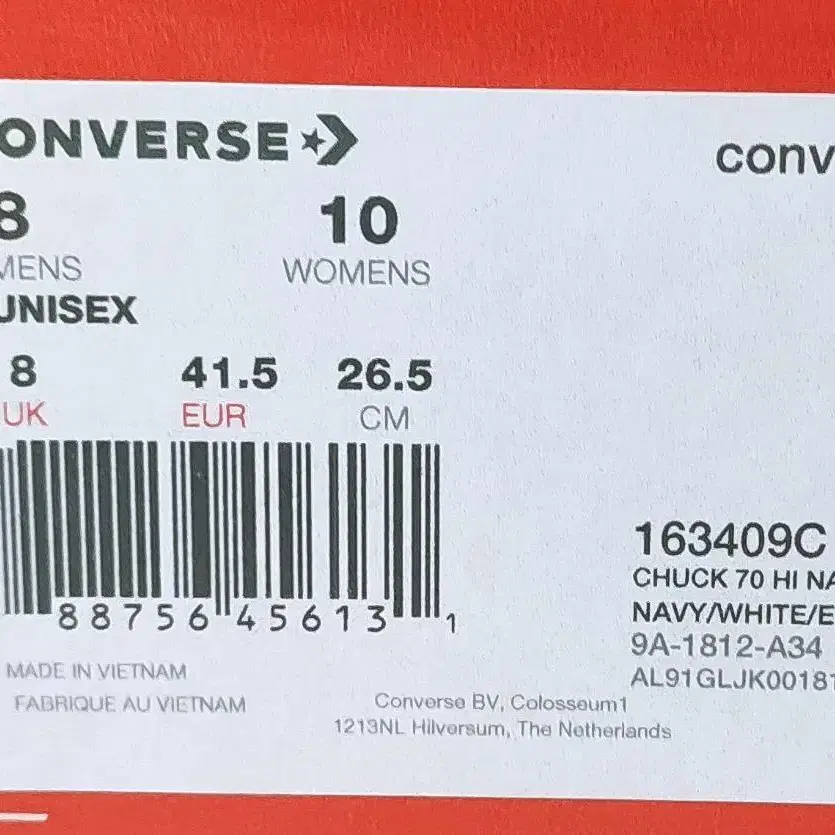 ONVERSE
conv
8 10
MENS WOMENS
UNISEX
8 41.5 26.5
UK EUR CM
88756 45613 1
MADE IN VIETNAM
FABRIQUE AU VIETNAM
Converse BV, Colosseum1
1213NL Hilversum, The Netherlands
163409C
CHUCK 70 HI NA
NAVY/WHITE/E
9A-1812-A34
AL91GLJK00181